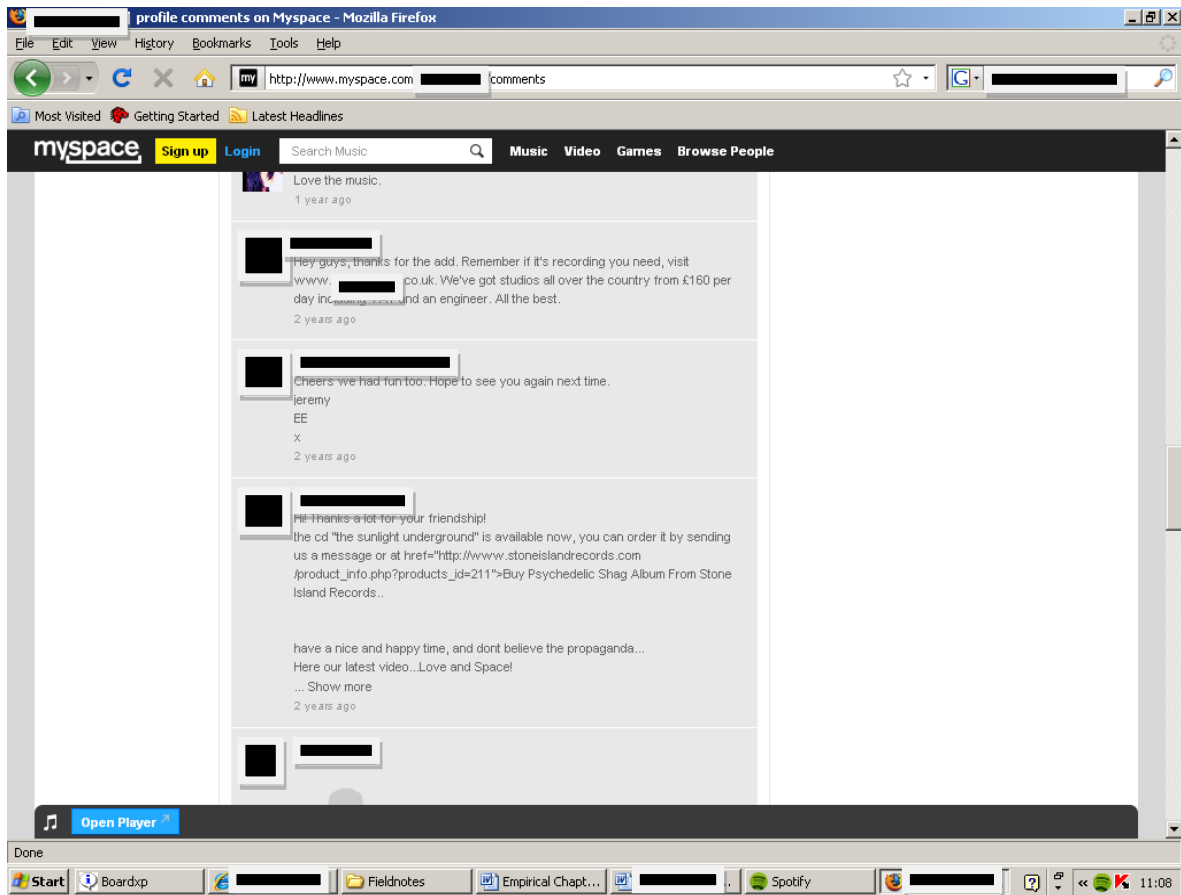 profile comments on Myspace - Mozilla Firefox
File Edit View History Bookmarks Tools Help
my http://www.myspace.com /comments G
Most Visited Getting Started Latest Headlines
myspace Sign up Login Search Music Music Video Games Browse People
Love the music.
1 year ago
Hey guys, thanks for the add. Remember if it's recording you need, visit
www. co.uk. We've got studios all over the country from £160 per
day and an engineer. All the best.
2 years ago
Cheers we had fun too. Hope to see you again next time.
jeremy
EE
x
2 years ago
Hi! Thanks a lot for your friendship!
the cd "the sunlight underground" is available now, you can order it by sending
us a message or at href="http://www.stoneislandrecords.com
/product_info.php?products_id=211">Buy Psychedelic Shag Album From Stone
Island Records..
have a nice and happy time, and dont believe the propaganda...
Here our latest video...Love and Space!
... Show more
2 years ago
Open Player
Done
Start Boardxp Fieldnotes Empirical Chapt... Spotify 11:08